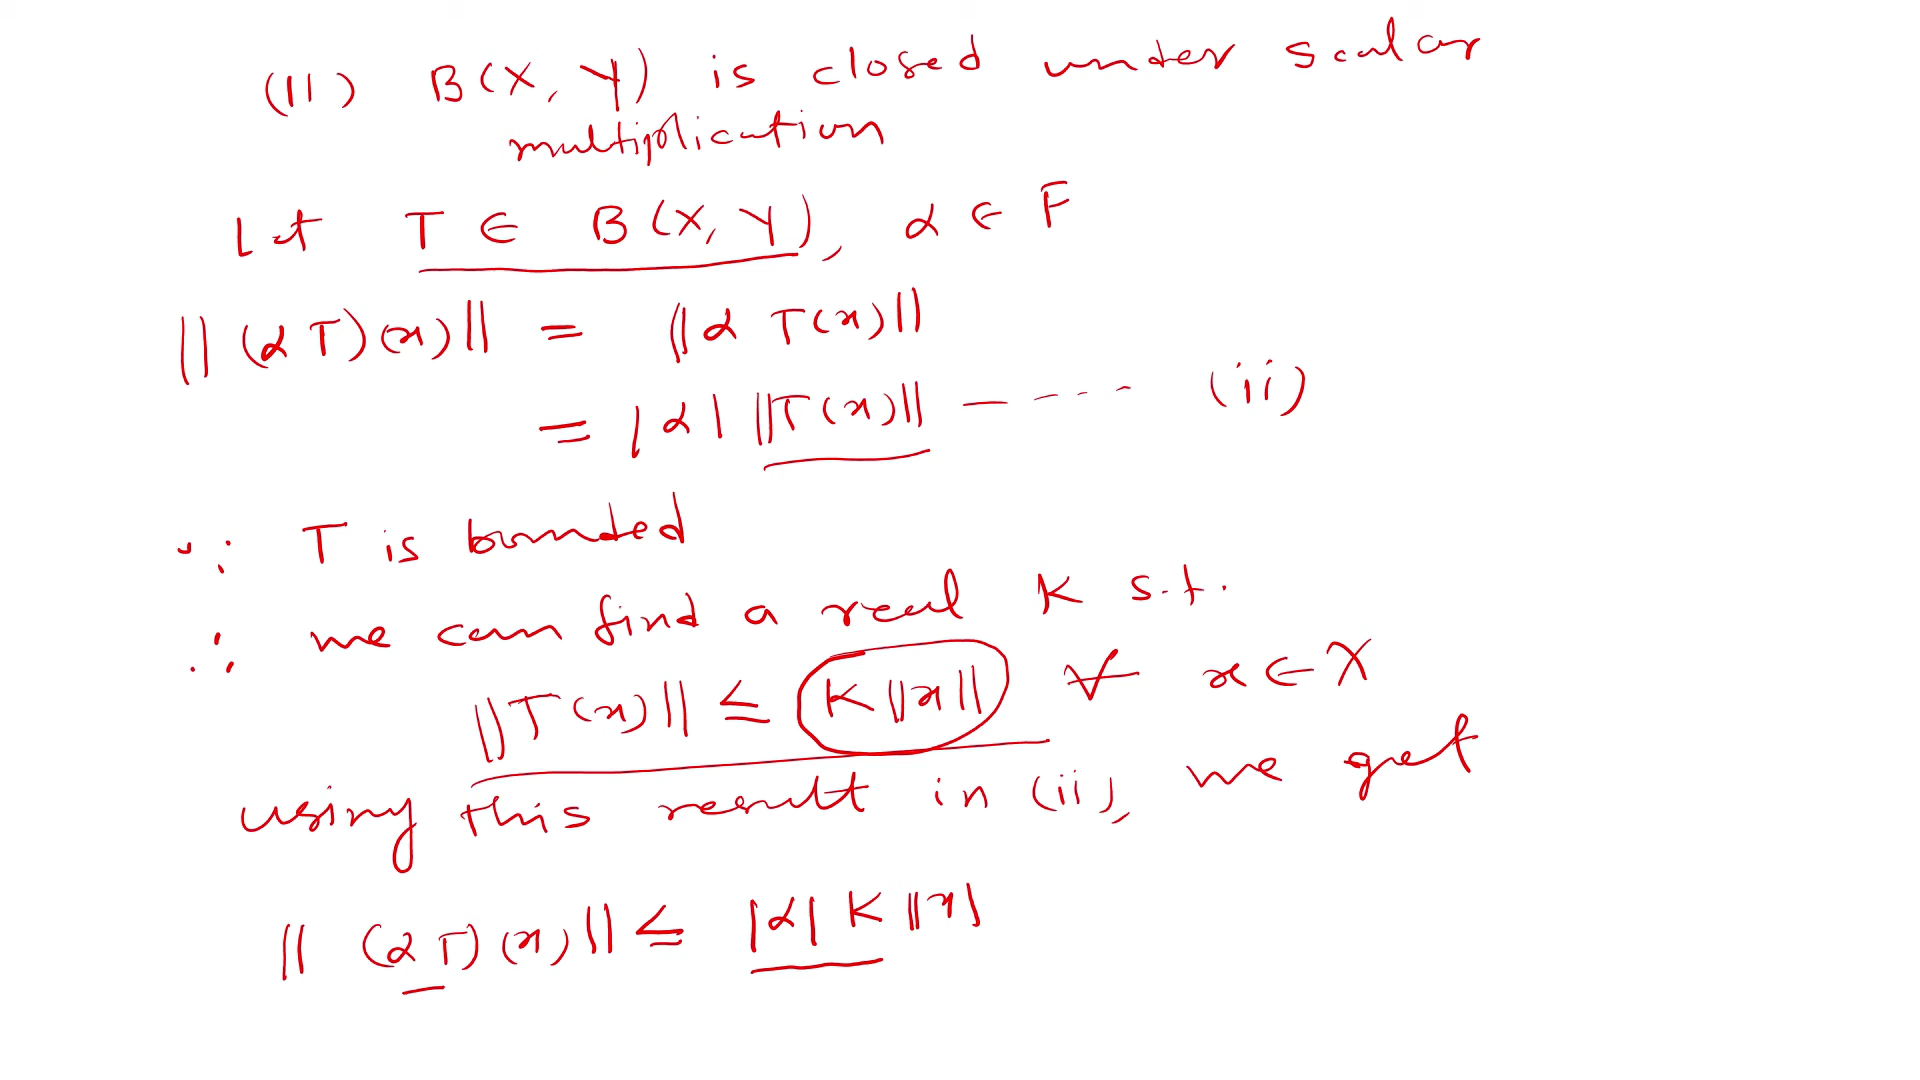 (II) B(X, Y) is closed under scalar
multiplication
Let T ∈ B(X, Y), α ∈ F
||(αT)(x)|| = ||α T(x)||
= |α| ||T(x)|| - - - - - (ii)
∵ T is bounded
∴ we can find a real K s.t.
||T(x)|| ≤ K||x|| ∀ x ∈ X
using this result in (ii), we get
||(αT)(x)|| ≤ |α| K ||x|